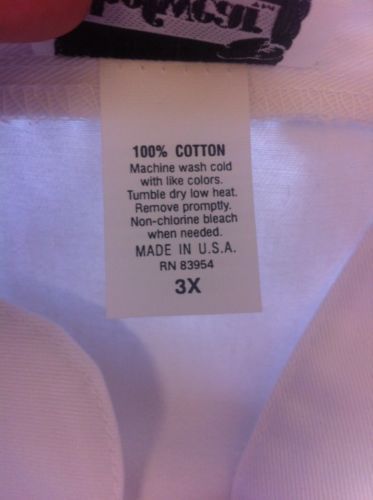 100% COTTON
Machine wash cold
with like colors.
Tumble dry low heat.
Remove promptly.
Non-chlorine bleach
when needed.
MADE IN U.S.A.
RN 83954
3X